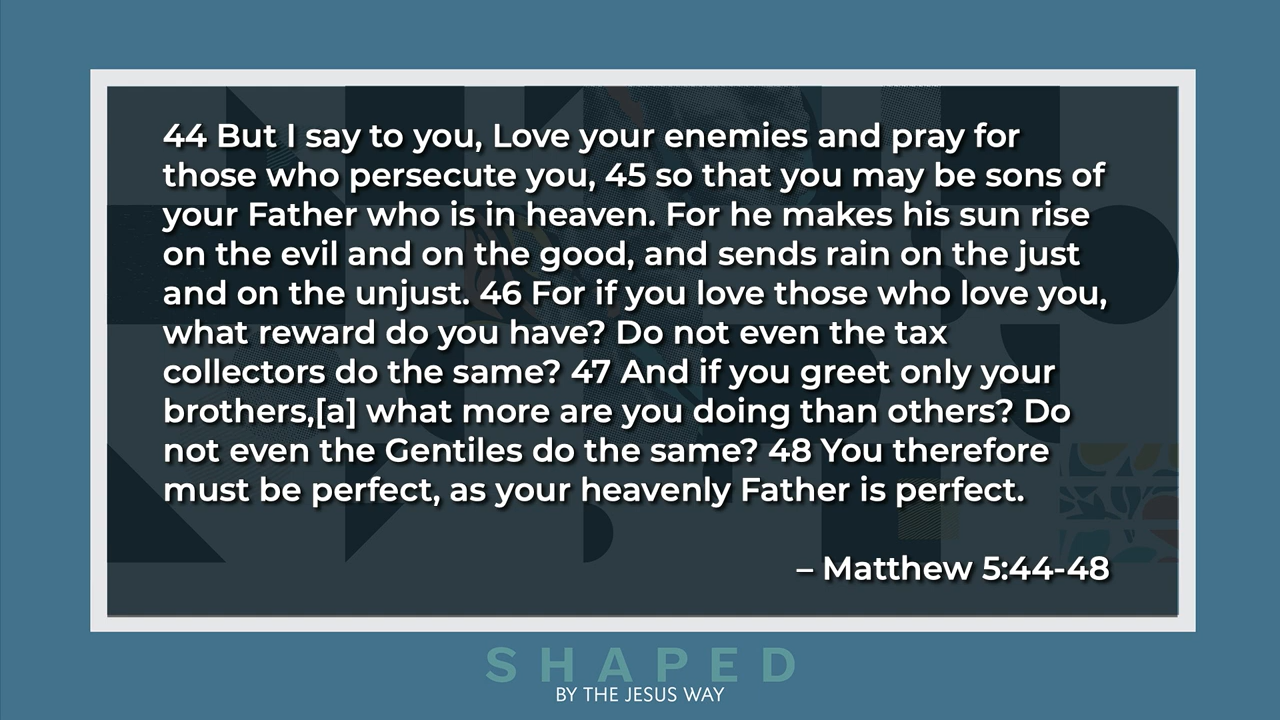 44 But I say to you, Love your enemies and pray for
those who persecute you, 45 so that you may be sons of
your Father who is in heaven. For he makes his sun rise
on the evil and on the good, and sends rain on the just
and on the unjust. 46 For if you love those who love you,
what reward do you have? Do not even the tax
collectors do the same? 47 And if you greet only your
brothers,[a] what more are you doing than others? Do
not even the Gentiles do the same? 48 You therefore
must be perfect, as your heavenly Father is perfect.
– Matthew 5:44-48
SHAPED
BY THE JESUS WAY